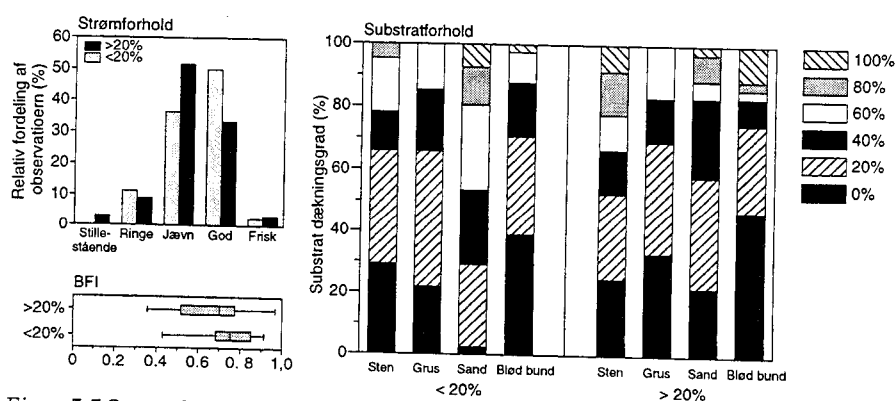 Strømforhold
Relativ fordeling af
observatioern (%)
60
50
40
30
20
10
0
>20%
<20%
Stille-
stående
Ringe
Jævn
God
Frisk
BFI
>20%
<20%
0
0.2
0.4
0.6
0.8
1,0
Substratforhold
Substrat dækningsgrad (%)
100
80
60
40
20
0
Sten
Grus
Sand
Blød bund
< 20%
Sten
Grus
Sand
Blød bund
> 20%
100%
80%
60%
40%
20%
0%